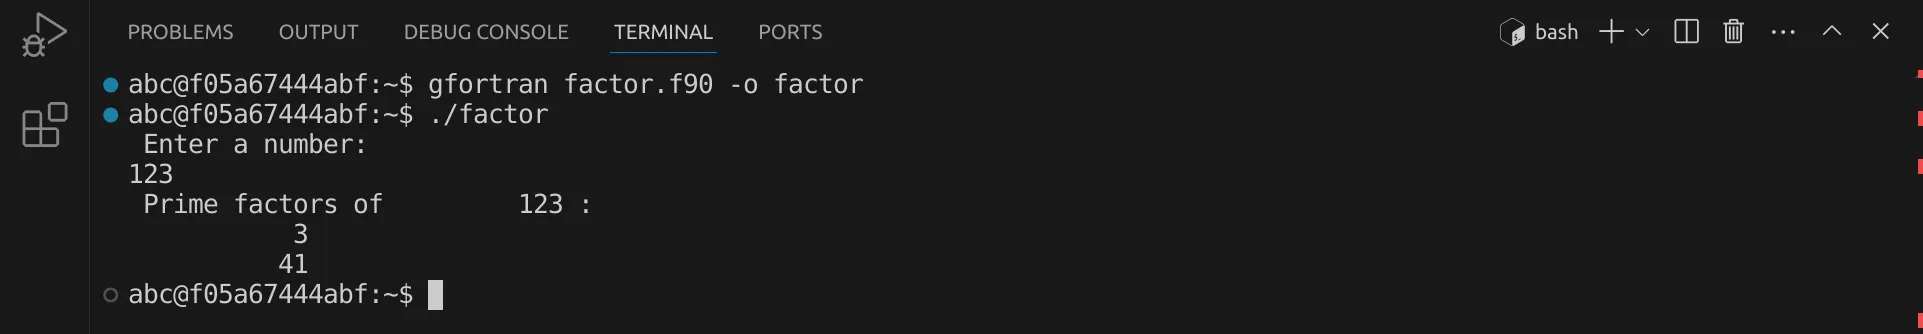 PROBLEMS OUTPUT DEBUG CONSOLE TERMINAL PORTS bash
abc@f05a67444abf:~$ gfortran factor.f90 -o factor
abc@f05a67444abf:~$ ./factor
 Enter a number:
123
 Prime factors of         123 :
           3
          41
abc@f05a67444abf:~$